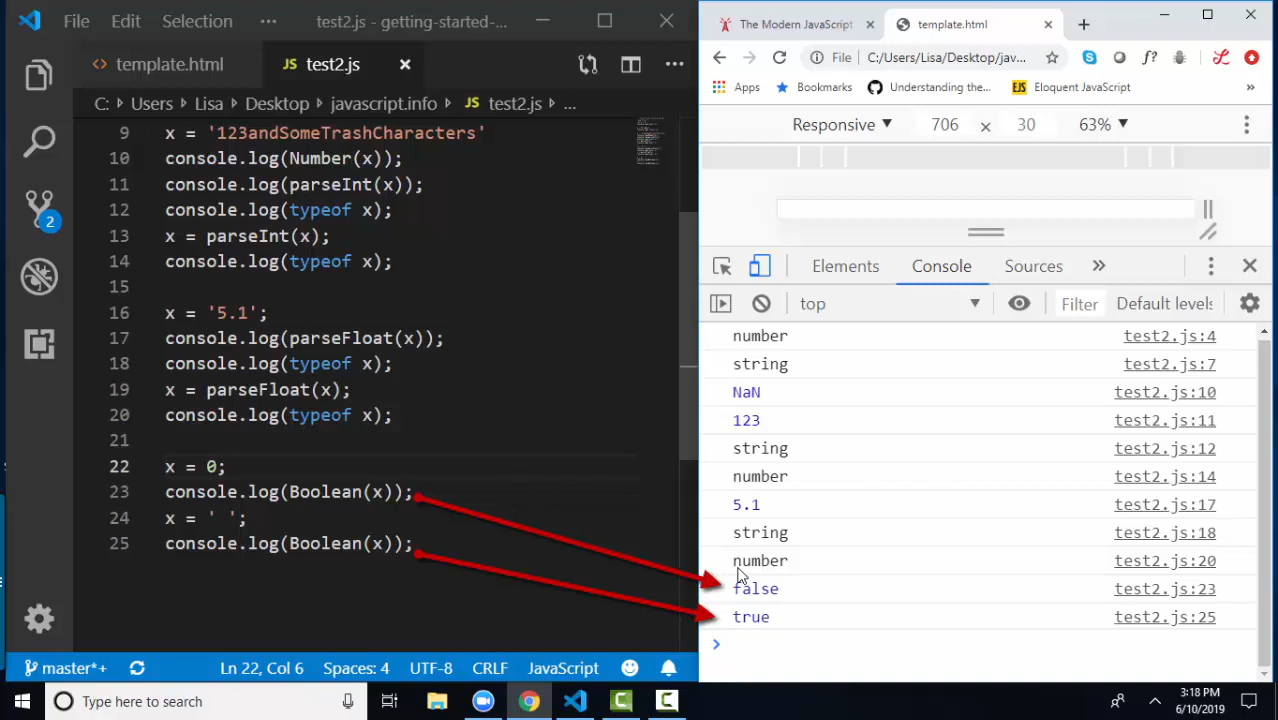 File Edit Selection ··· test2.js - getting-started-...
template.html
JS test2.js
C: Users Lisa Desktop javascript.info JS test2.js ...
9 x = '123andSomeTrashCharacters'
10 console.log(Number(x));
11 console.log(parseInt(x));
12 console.log(typeof x);
13 x = parseInt(x);
14 console.log(typeof x);
15
16 x = '5.1';
17 console.log(parseFloat(x));
18 console.log(typeof x);
19 x = parseFloat(x);
20 console.log(typeof x);
21
22 x = 0;
23 console.log(Boolean(x));
24 x = ' ';
25 console.log(Boolean(x));
2
master*+ Ln 22, Col 6 Spaces: 4 UTF-8 CRLF JavaScript
The Modern JavaScript
template.html
File C:/Users/Lisa/Desktop/jav...
f?
Apps Bookmarks Understanding the... EJS Eloquent JavaScript »
Responsive 706 × 30 63%
Elements Console Sources »
top Filter Default levels
number test2.js:4
string test2.js:7
NaN test2.js:10
123 test2.js:11
string test2.js:12
number test2.js:14
5.1 test2.js:17
string test2.js:18
number test2.js:20
false test2.js:23
true test2.js:25
>
Type here to search
3:18 PM
6/10/2019